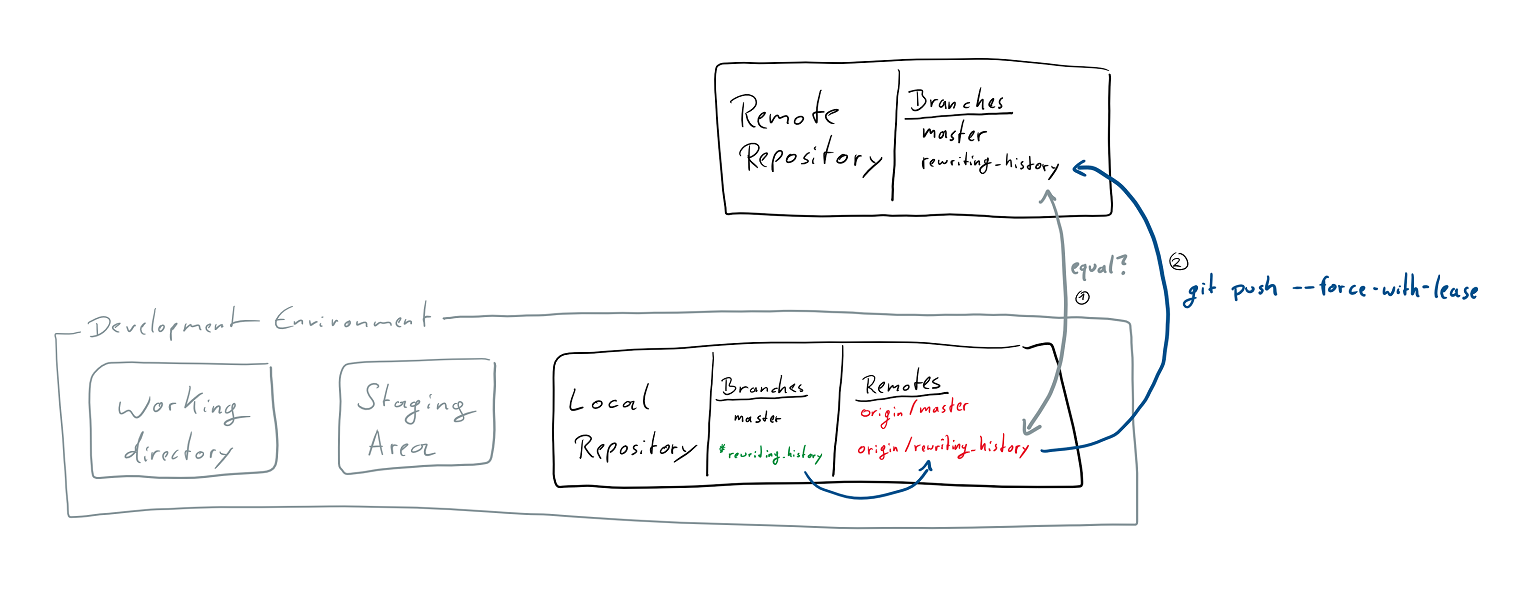 Remote
Repository
Branches
master
rewriting_history
equal?
①
②
git push --force-with-lease
Development Environment
Working
directory
Staging
Area
Local
Repository
Branches
master
*rewriting_history
Remotes
origin/master
origin/rewriting_history